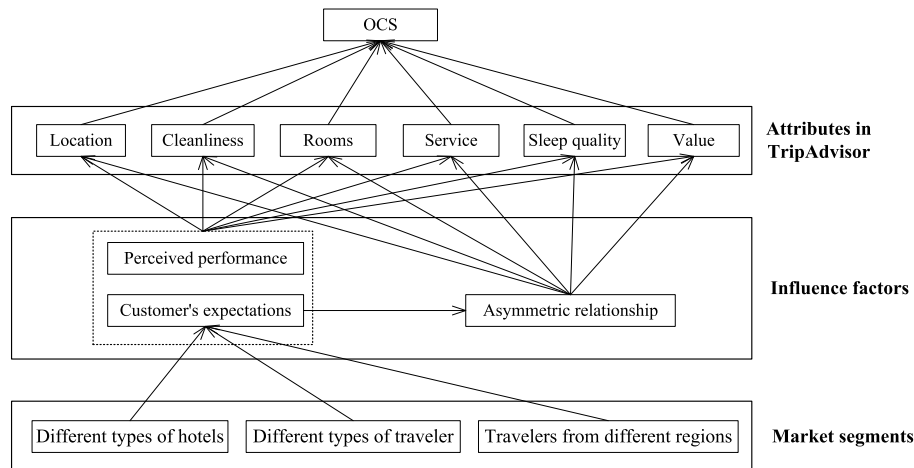 OCS
Location
Cleanliness
Rooms
Service
Sleep quality
Value
Attributes in
TripAdvisor
Perceived performance
Customer's expectations
Asymmetric relationship
Influence factors
Different types of hotels
Different types of traveler
Travelers from different regions
Market segments